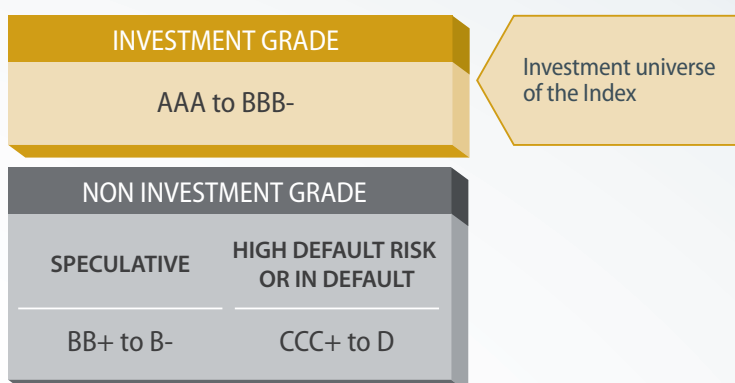 INVESTMENT GRADE
AAA to BBB-
Investment universe
of the Index
NON INVESTMENT GRADE
SPECULATIVE
HIGH DEFAULT RISK
OR IN DEFAULT
BB+ to B-
CCC+ to D